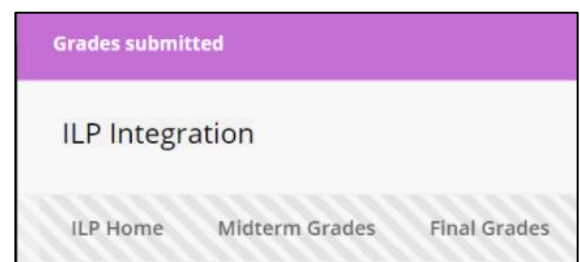 Grades submitted
ILP Integration
ILP Home Midterm Grades Final Grades